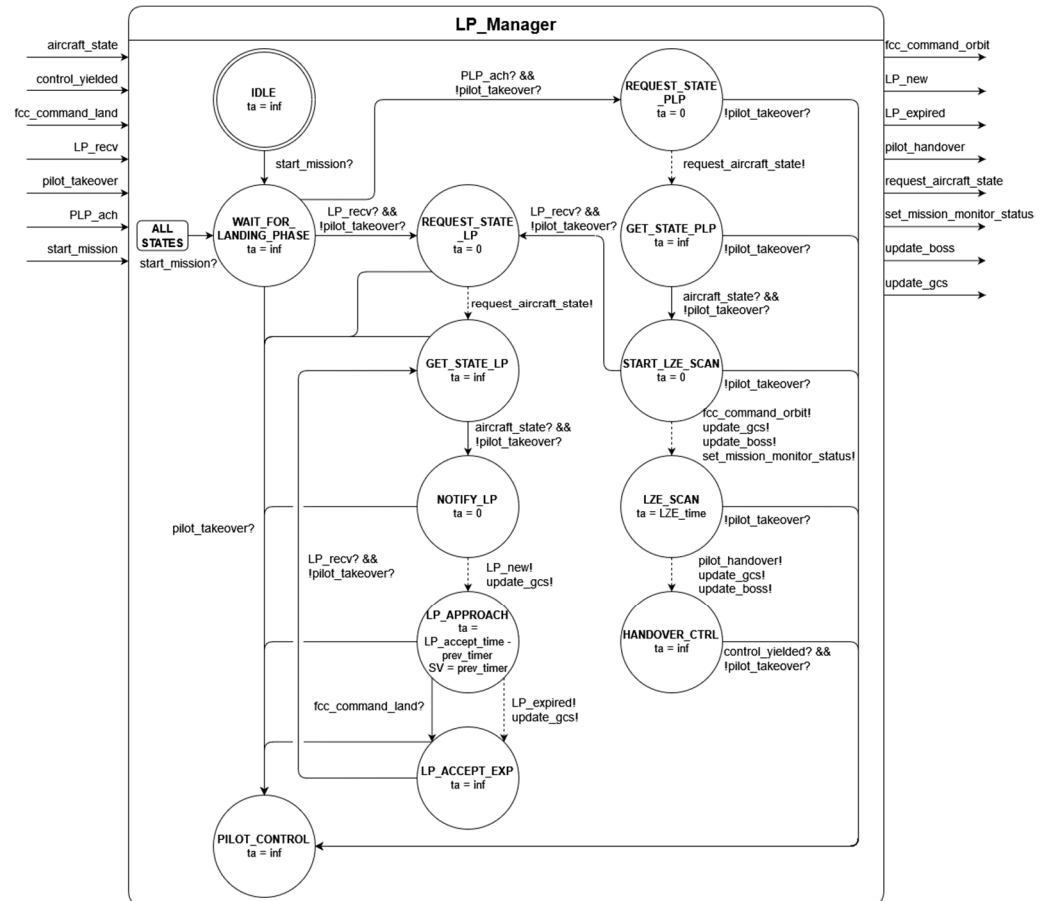 LP_Manager
aircraft_state
control_yielded
fcc_command_land
LP_recv
pilot_takeover
PLP_ach
start_mission
fcc_command_orbit
LP_new
LP_expired
pilot_handover
request_aircraft_state
set_mission_monitor_status
update_boss
update_gcs
IDLE
ta = inf
start_mission?
PLP_ach? &&
!pilot_takeover?
REQUEST_STATE
_PLP
ta = 0
!pilot_takeover?
request_aircraft_state!
ALL
STATES
start_mission?
WAIT_FOR_
LANDING_PHASE
ta = inf
LP_recv? &&
!pilot_takeover?
REQUEST_STATE
_LP
ta = 0
LP_recv? &&
!pilot_takeover?
GET_STATE_PLP
ta = inf
!pilot_takeover?
request_aircraft_state!
aircraft_state? &&
!pilot_takeover?
GET_STATE_LP
ta = inf
START_LZE_SCAN
ta = 0
!pilot_takeover?
aircraft_state? &&
!pilot_takeover?
fcc_command_orbit!
update_gcs!
update_boss!
set_mission_monitor_status!
NOTIFY_LP
ta = 0
LZE_SCAN
ta = LZE_time
!pilot_takeover?
pilot_takeover?
LP_recv? &&
!pilot_takeover?
LP_new!
update_gcs!
pilot_handover!
update_gcs!
update_boss!
LP_APPROACH
ta =
LP_accept_time -
prev_timer
SV = prev_timer
HANDOVER_CTRL
ta = inf
control_yielded? &&
!pilot_takeover?
fcc_command_land?
LP_expired!
update_gcs!
LP_ACCEPT_EXP
ta = inf
PILOT_CONTROL
ta = inf